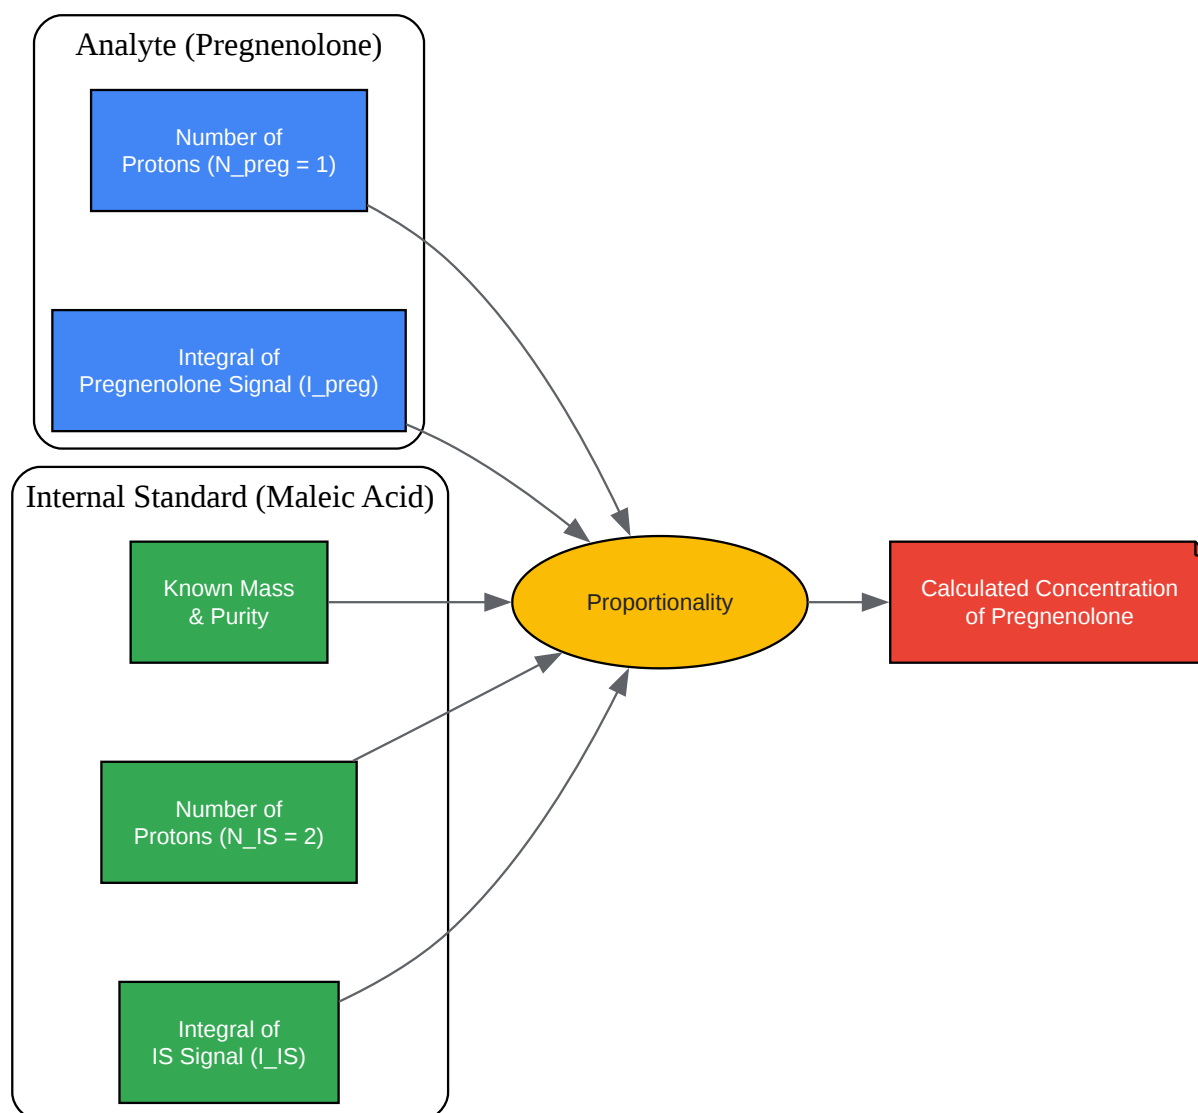 Analyte (Pregnenolone)
Number of
Protons (N_preg = 1)
Integral of
Pregnenolone Signal (I_preg)
Internal Standard (Maleic Acid)
Known Mass
& Purity
Number of
Protons (N_IS = 2)
Integral of
IS Signal (I_IS)
Proportionality
Calculated Concentration
of Pregnenolone